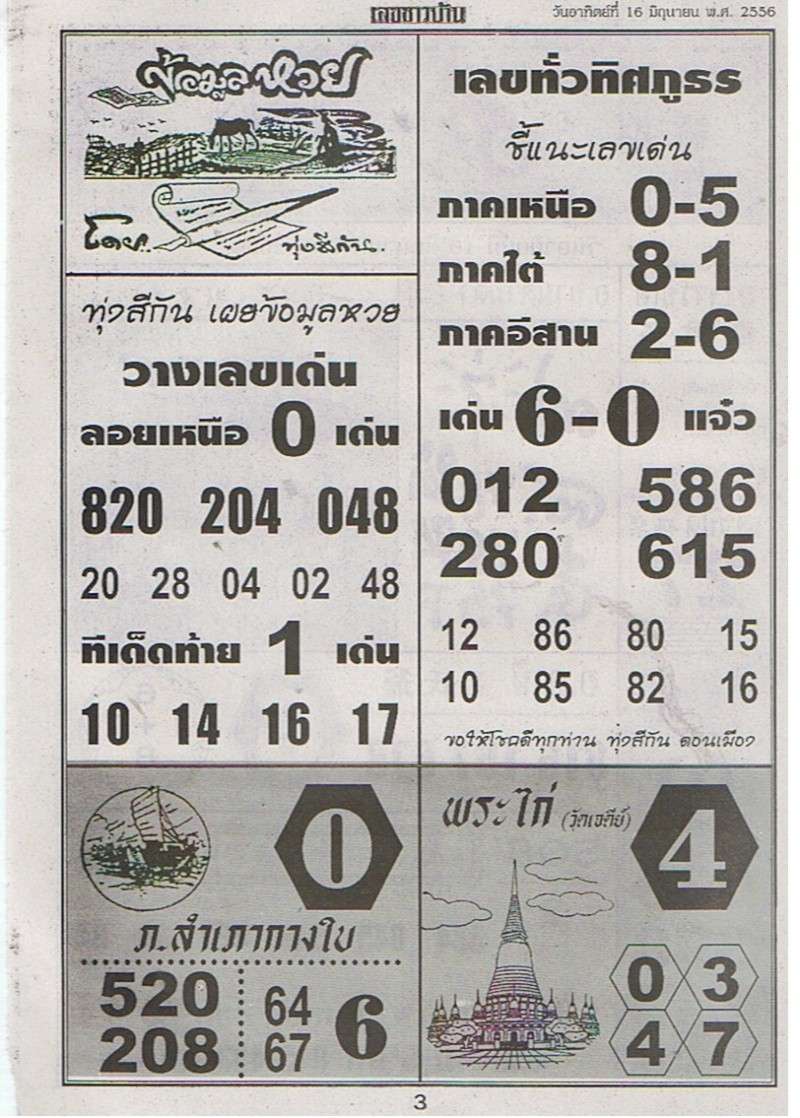 เลขชาวบ้าน
วันอาทิตย์ที่ 16 มิถุนายน พ.ศ. 2556
ข้อมูลหวย
โดย.. ทุ่งสีกัน..
ทุ่งสีกัน เผยข้อมูลหวย
วางเลขเด่น
ลอยเหนือ 0 เด่น
820 204 048
20 28 04 02 48
ทีเด็ดท้าย 1 เด่น
10 14 16 17
เลขทั่วทิศภูธร
ชี้แนะเลขเด่น
ภาคเหนือ 0-5
ภาคใต้ 8-1
ภาคอีสาน 2-6
เด่น 6-0 แจ๋ว
012 586
280 615
12 86 80 15
10 85 82 16
ขอให้โชคดีทุกท่าน ทุ่งสีกัน ดอนเมือง
0
ภ.สำเภากางใบ
520 64 6
208 67
พระไก่ (วัดเจดีย์) 4
0 3
4 7
3